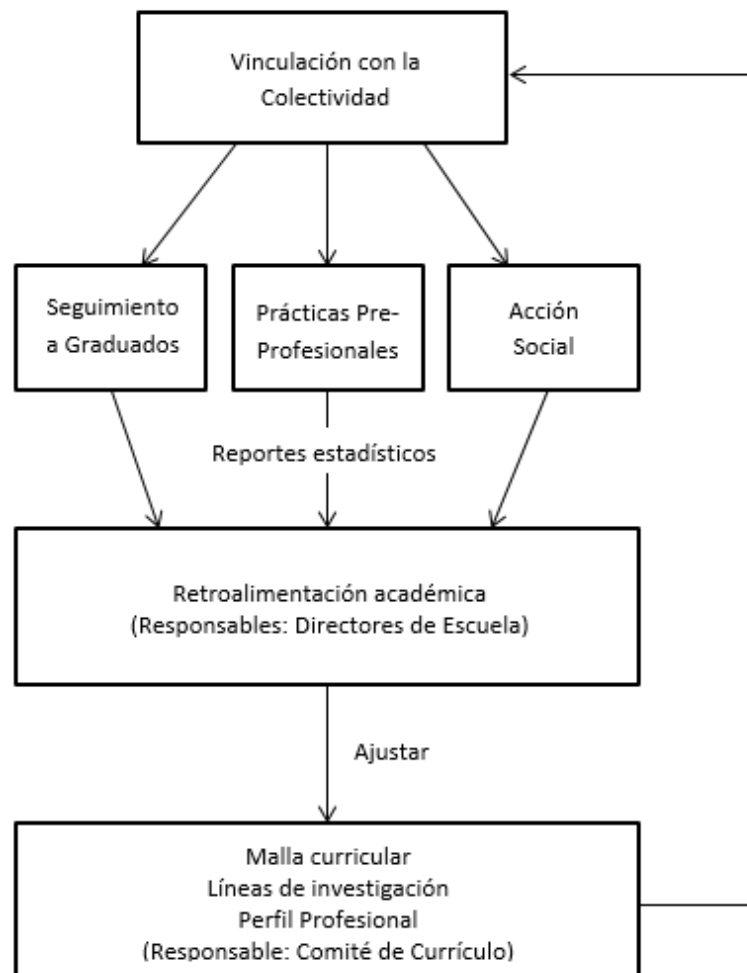 Vinculación con la
Colectividad
Seguimiento
a Graduados
Prácticas Pre-
Profesionales
Acción
Social
Reportes estadísticos
Retroalimentación académica
(Responsables: Directores de Escuela)
Ajustar
Malla curricular
Líneas de investigación
Perfil Profesional
(Responsable: Comité de Currículo)